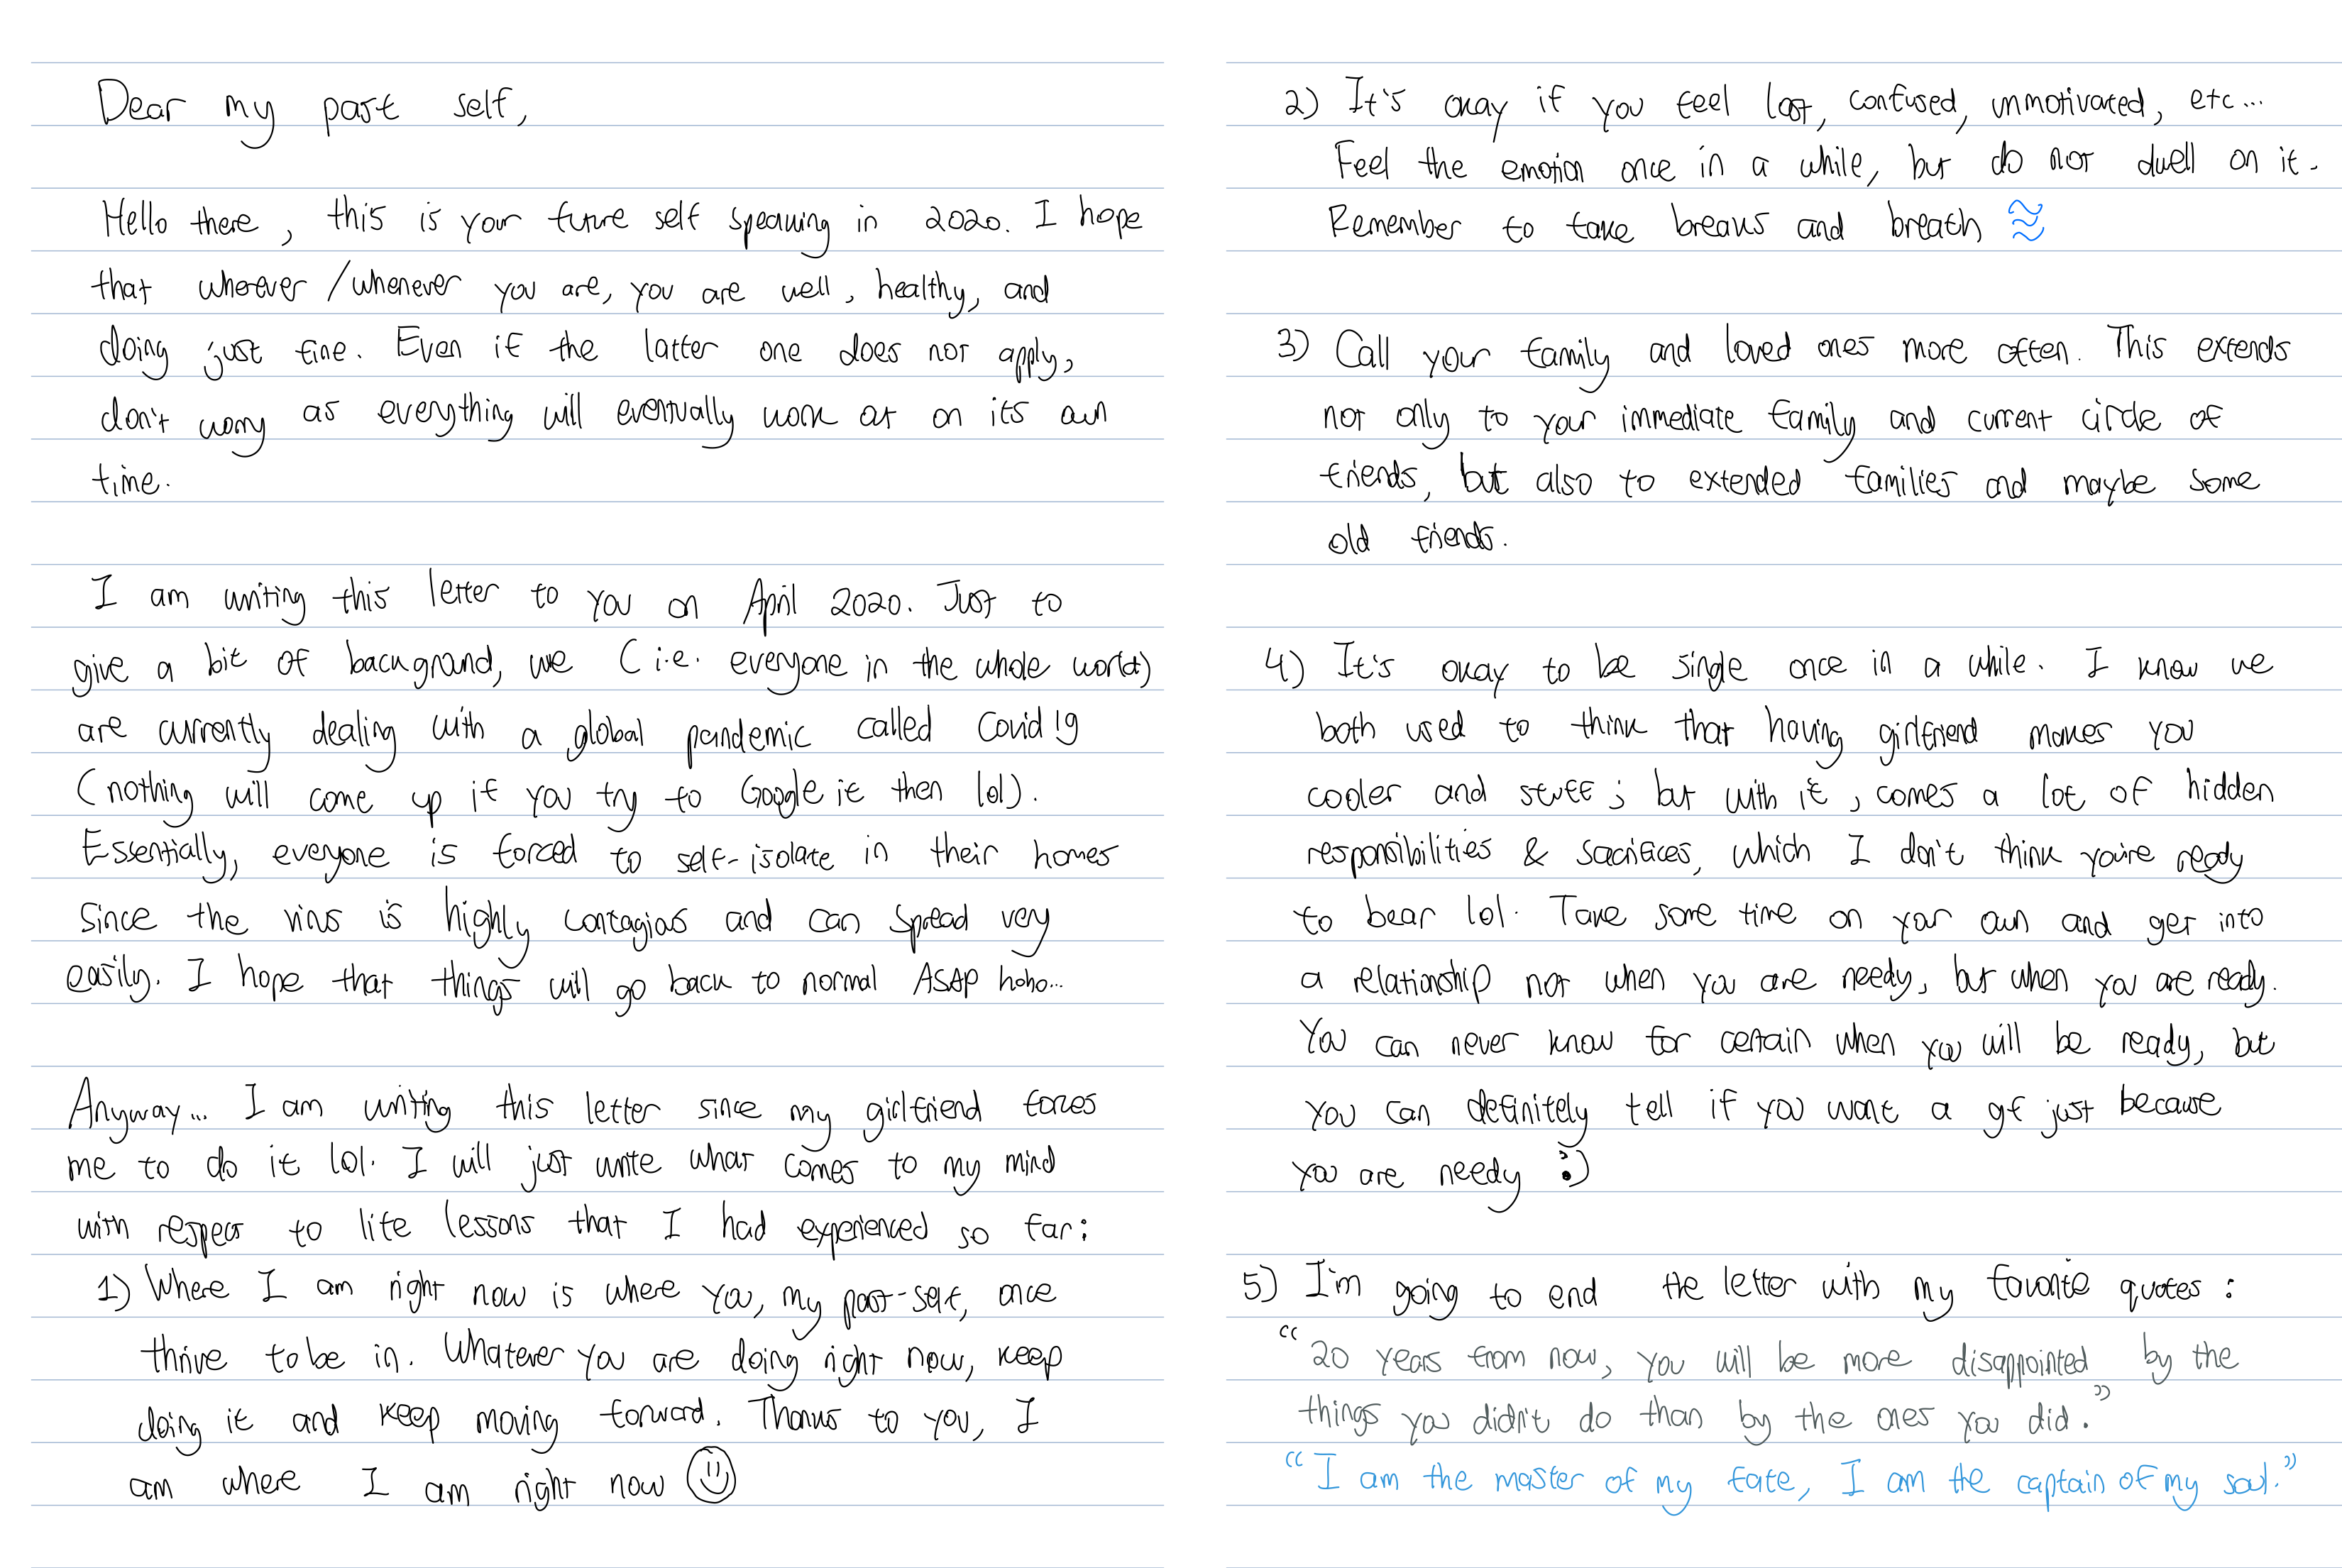 Dear my past self,
Hello there, this is your future self speaking in 2020. I hope
that wherever/whenever you are, you are well, healthy, and
doing just fine. Even if the latter one does not apply,
don't worry as everything will eventually work out on its own
time.
I am writing this letter to you on April 2020. Just to
give a bit of background, we (i.e. everyone in the whole world)
are currently dealing with a global pandemic called Covid 19
(nothing will come up if you try to Google it then lol).
Essentially, everyone is forced to self-isolate in their homes
since the virus is highly contagious and can spread very
easily. I hope that things will go back to normal ASAP hoho...
Anyway... I am writing this letter since my girlfriend forces
me to do it lol. I will just write what comes to my mind
with respect to life lessons that I had experienced so far:
1) Where I am right now is where you, my past-self, once
thrive to be in. Whatever you are doing right now, keep
doing it and keep moving forward. Thanks to you, I
am where I am right now
2) It's okay if you feel lost, confused, unmotivated, etc...
Feel the emotion once in a while, but do not dwell on it.
Remember to take breaks and breath
3) Call your family and loved ones more often. This extends
not only to your immediate family and current circle of
friends, but also to extended families and maybe some
old friends.
4) It's okay to be single once in a while. I know we
both used to think that having girlfriend makes you
cooler and stuff; but with it, comes a lot of hidden
responsibilities & sacrifices, which I don't think you're ready
to bear lol. Take some time on your own and get into
a relationship not when you are needy, but when you are ready.
You can never know for certain when you will be ready, but
you can definitely tell if you want a gf just because
you are needy :)
5) I'm going to end the letter with my favorite quotes:
"20 years from now, you will be more disappointed by the
things you didn't do than by the ones you did."
"I am the master of my fate, I am the captain of my soul."